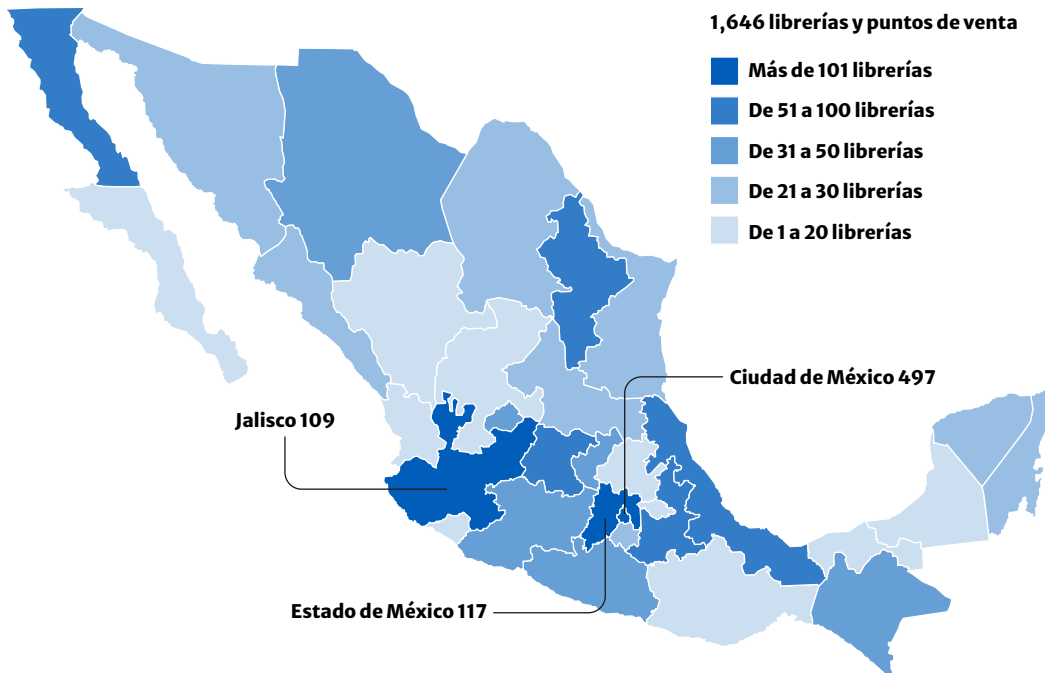 1,646 librerías y puntos de venta
Más de 101 librerías
De 51 a 100 librerías
De 31 a 50 librerías
De 21 a 30 librerías
De 1 a 20 librerías
Ciudad de México 497
Jalisco 109
Estado de México 117